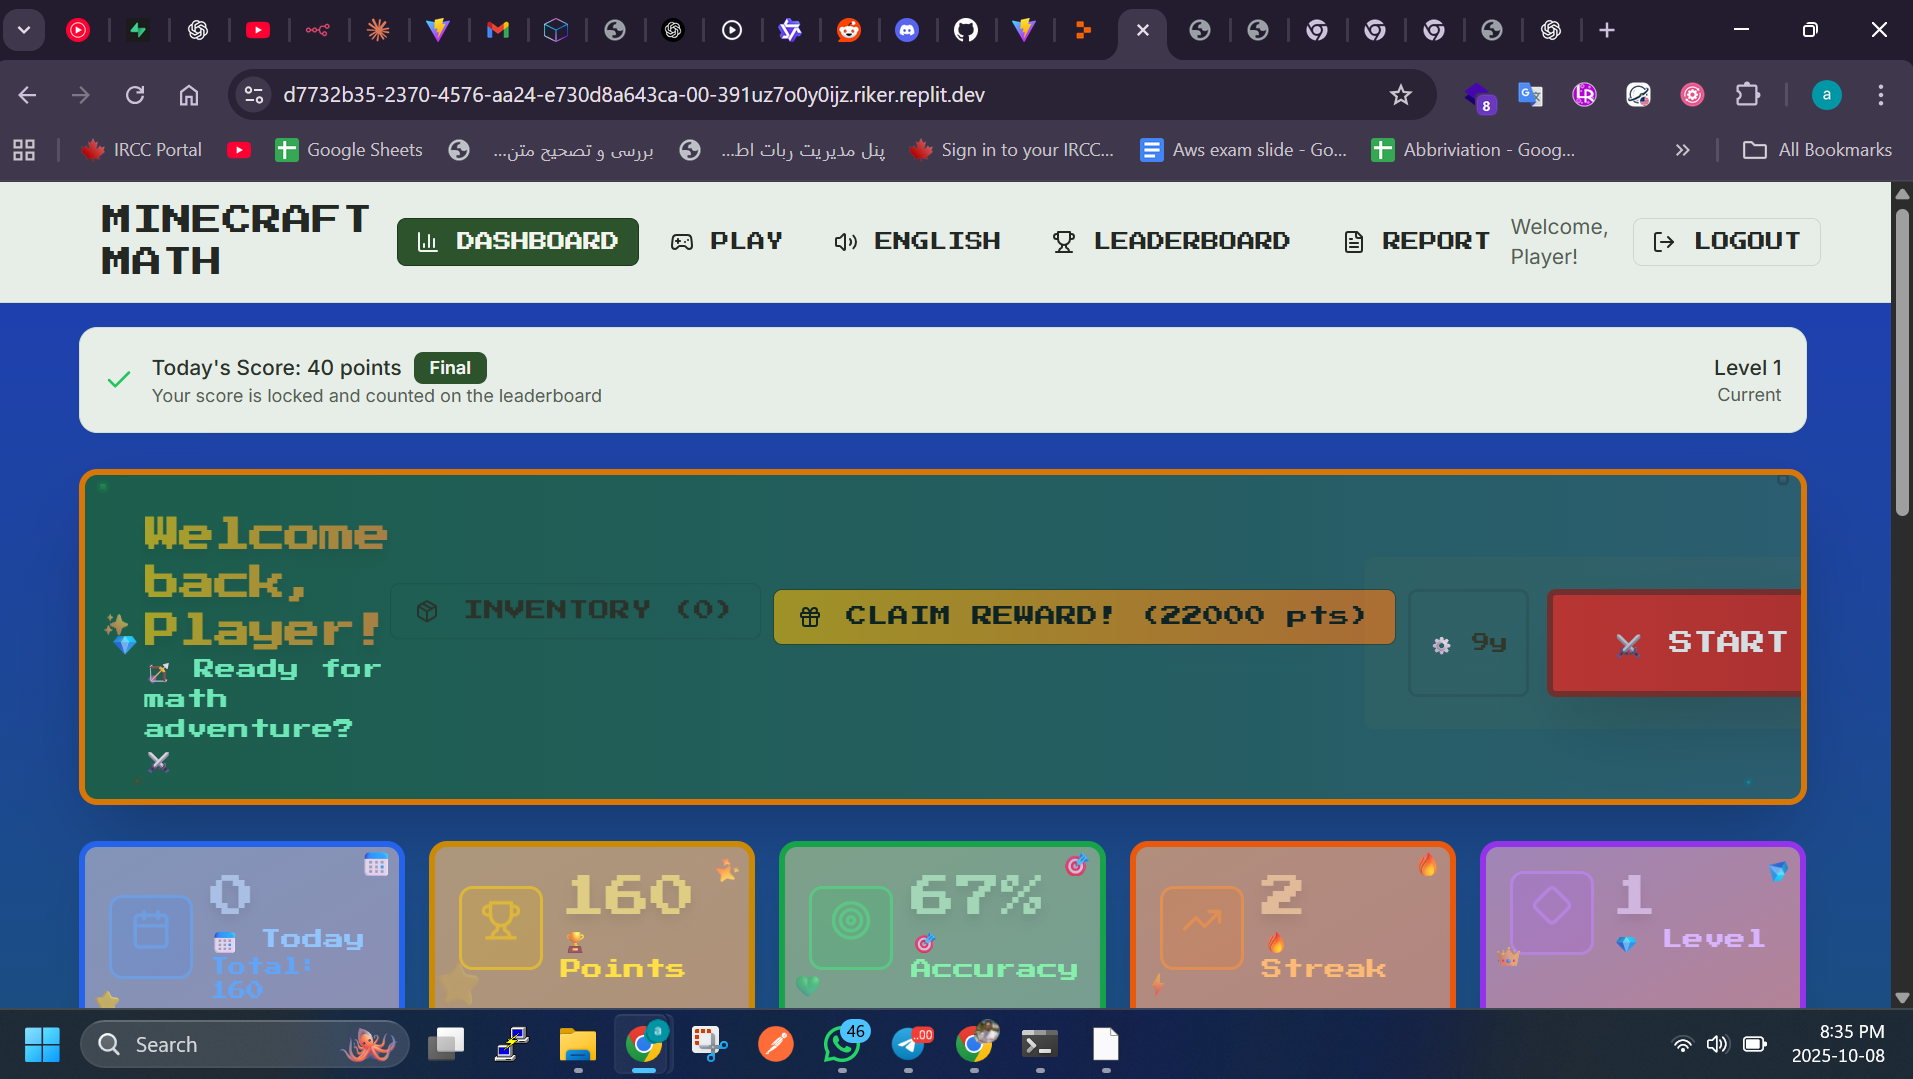 d7732b35-2370-4576-aa24-e730d8a643ca-00-391uz7o0y0ijz.riker.replit.dev
8
a
IRCC Portal
Google Sheets
بررسی و تصحیح متن...
پنل مدیریت ربات اط...
Sign in to your IRCC...
Aws exam slide - Go...
Abbriviation - Goog...
All Bookmarks
MINECRAFT
MATH
DASHBOARD
PLAY
ENGLISH
LEADERBOARD
REPORT
Welcome,
Player!
LOGOUT
Today's Score: 40 points
Final
Your score is locked and counted on the leaderboard
Level 1
Current
Welcome
back,
Player!
Ready for
math
adventure?
INVENTORY (0)
CLAIM REWARD! (22000 pts)
9y
START
0
Today
Total:
160
160
Points
67%
Accuracy
2
Streak
1
Level
Search
a
46
.00
8:35 PM
2025-10-08